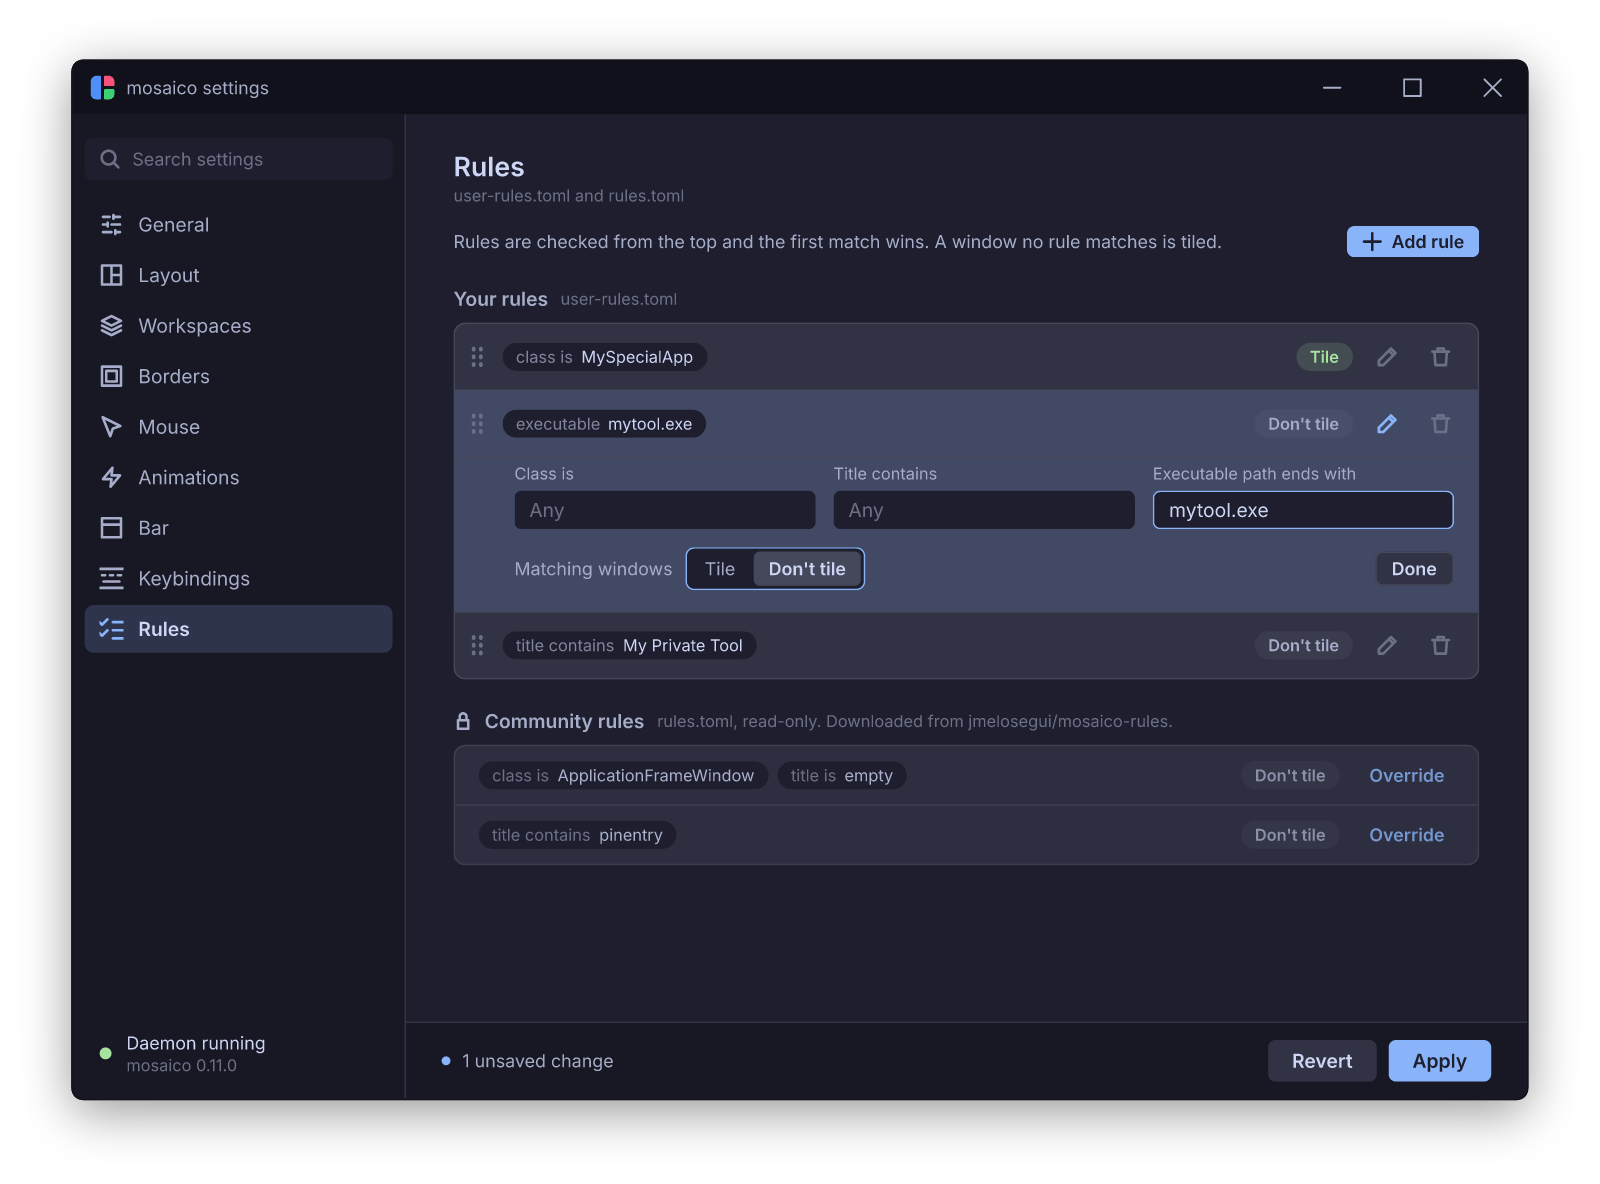 mosaico settings
Search settings
General
Layout
Workspaces
Borders
Mouse
Animations
Bar
Keybindings
Rules
Daemon running
mosaico 0.11.0
Rules
user-rules.toml and rules.toml
Rules are checked from the top and the first match wins. A window no rule matches is tiled.
Add rule
Your rules user-rules.toml
class is MySpecialApp Tile
executable mytool.exe Don't tile
Class is Title contains Executable path ends with
Any Any mytool.exe
Matching windows Tile Don't tile Done
title contains My Private Tool Don't tile
Community rules rules.toml, read-only. Downloaded from jmelosegui/mosaico-rules.
class is ApplicationFrameWindow title is empty Don't tile Override
title contains pinentry Don't tile Override
1 unsaved change Revert Apply